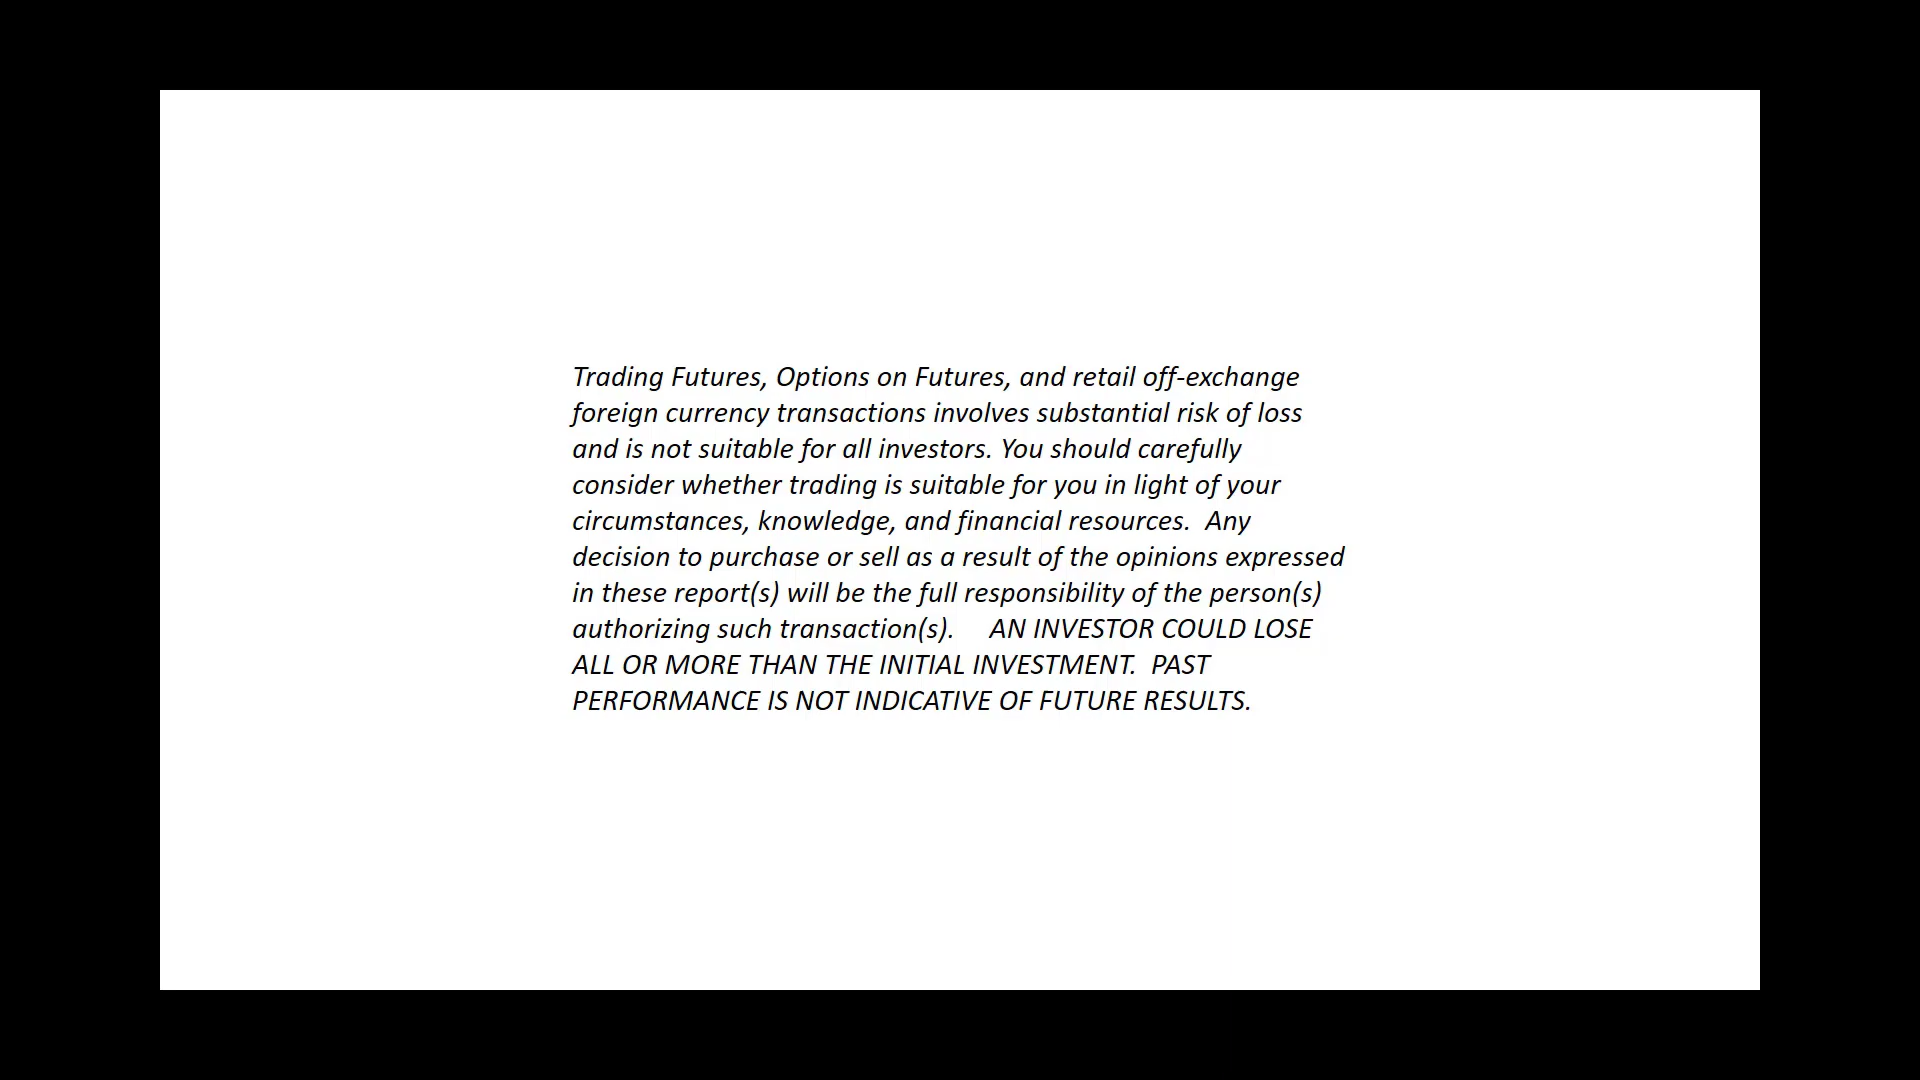 Trading Futures, Options on Futures, and retail off-exchange
foreign currency transactions involves substantial risk of loss
and is not suitable for all investors. You should carefully
consider whether trading is suitable for you in light of your
circumstances, knowledge, and financial resources.  Any
decision to purchase or sell as a result of the opinions expressed
in these report(s) will be the full responsibility of the person(s)
authorizing such transaction(s).     AN INVESTOR COULD LOSE
ALL OR MORE THAN THE INITIAL INVESTMENT.  PAST
PERFORMANCE IS NOT INDICATIVE OF FUTURE RESULTS.